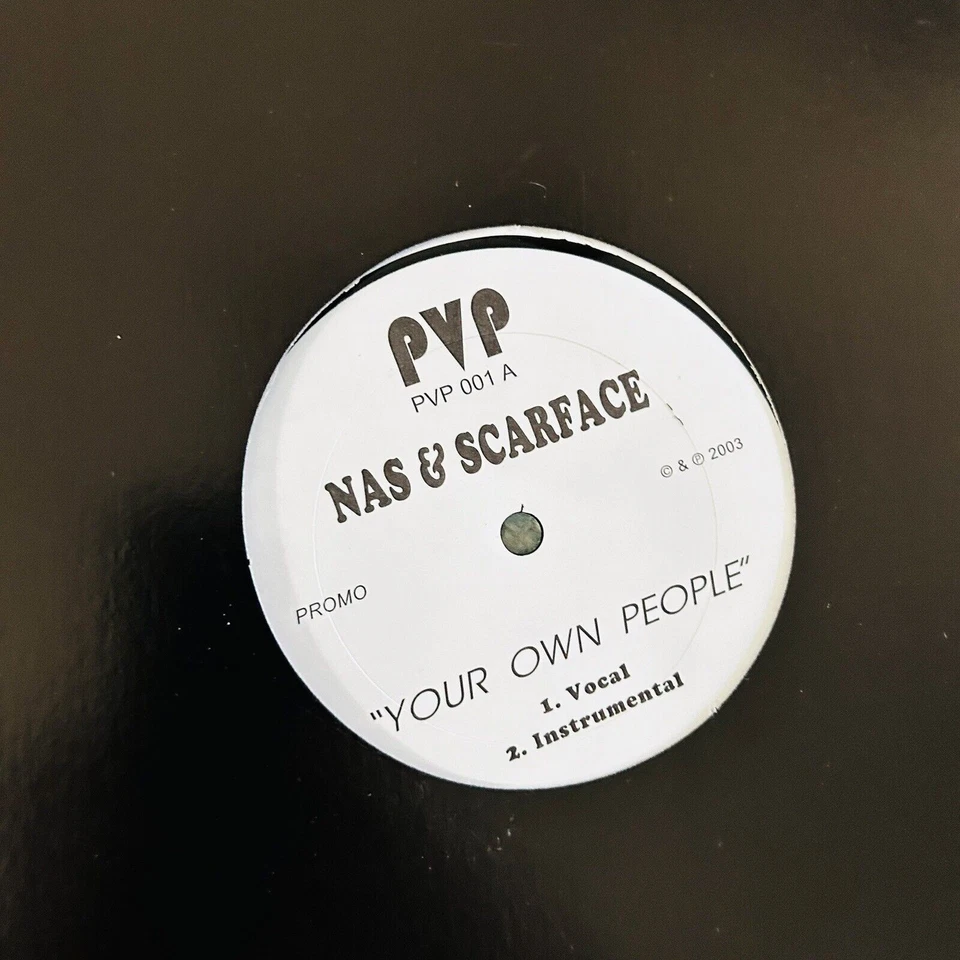 PVP
PVP 001 A
NAS & SCARFACE
© & ℗ 2003
PROMO
"YOUR OWN PEOPLE"
1. Vocal
2. Instrumental